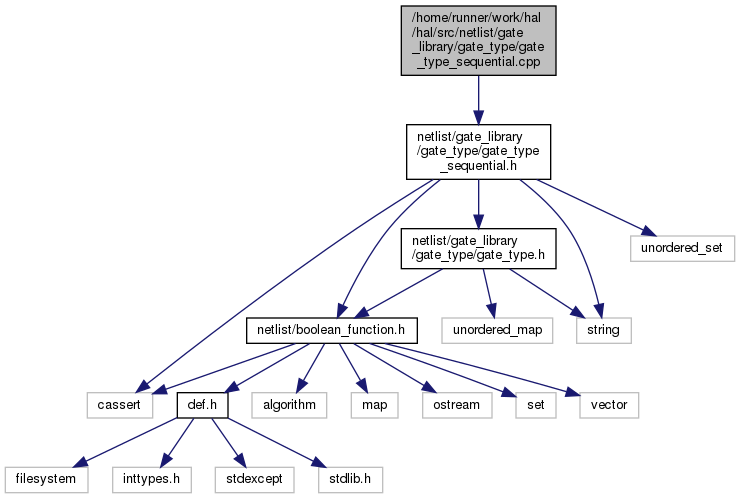 /home/runner/work/hal
/hal/src/netlist/gate
_library/gate_type/gate
_type_sequential.cpp
netlist/gate_library
/gate_type/gate_type
_sequential.h
netlist/gate_library
/gate_type/gate_type.h
unordered_set
netlist/boolean_function.h
unordered_map
string
cassert
def.h
algorithm
map
ostream
set
vector
filesystem
inttypes.h
stdexcept
stdlib.h